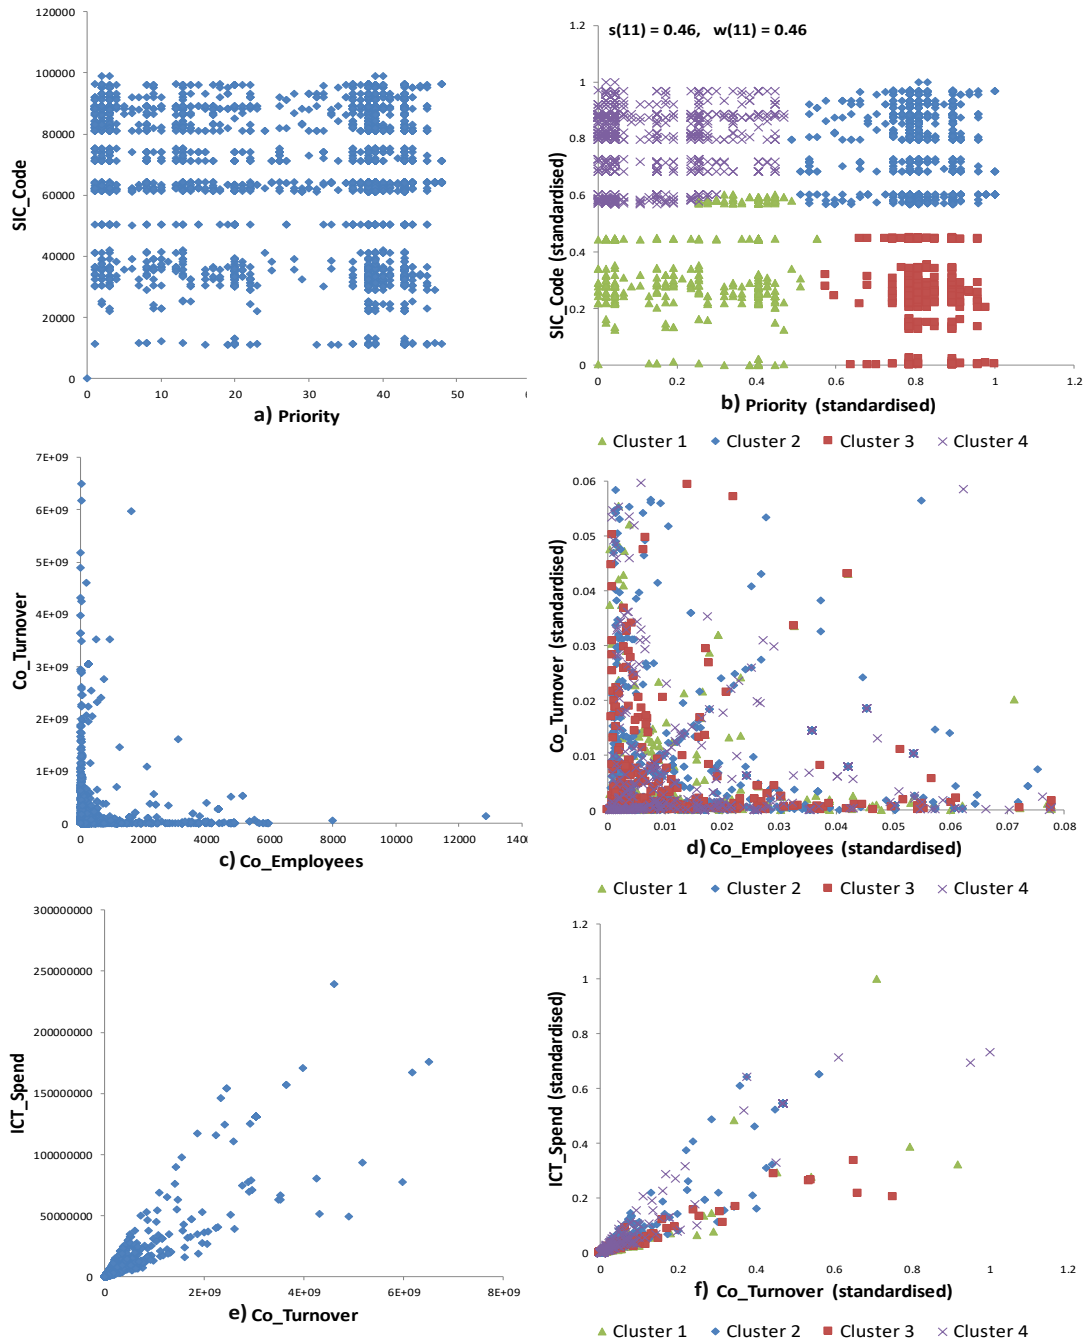 120000
100000
80000
60000
40000
20000
0
SIC_Code
0 10 20 30 40 50
a) Priority
s(11) = 0.46, w(11) = 0.46
1.2
1
0.8
0.6
0.4
0.2
0
SIC_Code (standardised)
0 0.2 0.4 0.6 0.8 1 1.2
b) Priority (standardised)
Cluster 1 Cluster 2 Cluster 3 Cluster 4
7E+09
6E+09
5E+09
4E+09
3E+09
2E+09
1E+09
0
Co_Turnover
0 2000 4000 6000 8000 10000 12000 14000
c) Co_Employees
0.06
0.05
0.04
0.03
0.02
0.01
0
Co_Turnover (standardised)
0 0.01 0.02 0.03 0.04 0.05 0.06 0.07 0.08
d) Co_Employees (standardised)
Cluster 1 Cluster 2 Cluster 3 Cluster 4
300000000
250000000
200000000
150000000
100000000
50000000
0
ICT_Spend
0 2E+09 4E+09 6E+09 8E+09
e) Co_Turnover
1.2
1
0.8
0.6
0.4
0.2
0
ICT_Spend (standardised)
0 0.2 0.4 0.6 0.8 1 1.2
f) Co_Turnover (standardised)
Cluster 1 Cluster 2 Cluster 3 Cluster 4